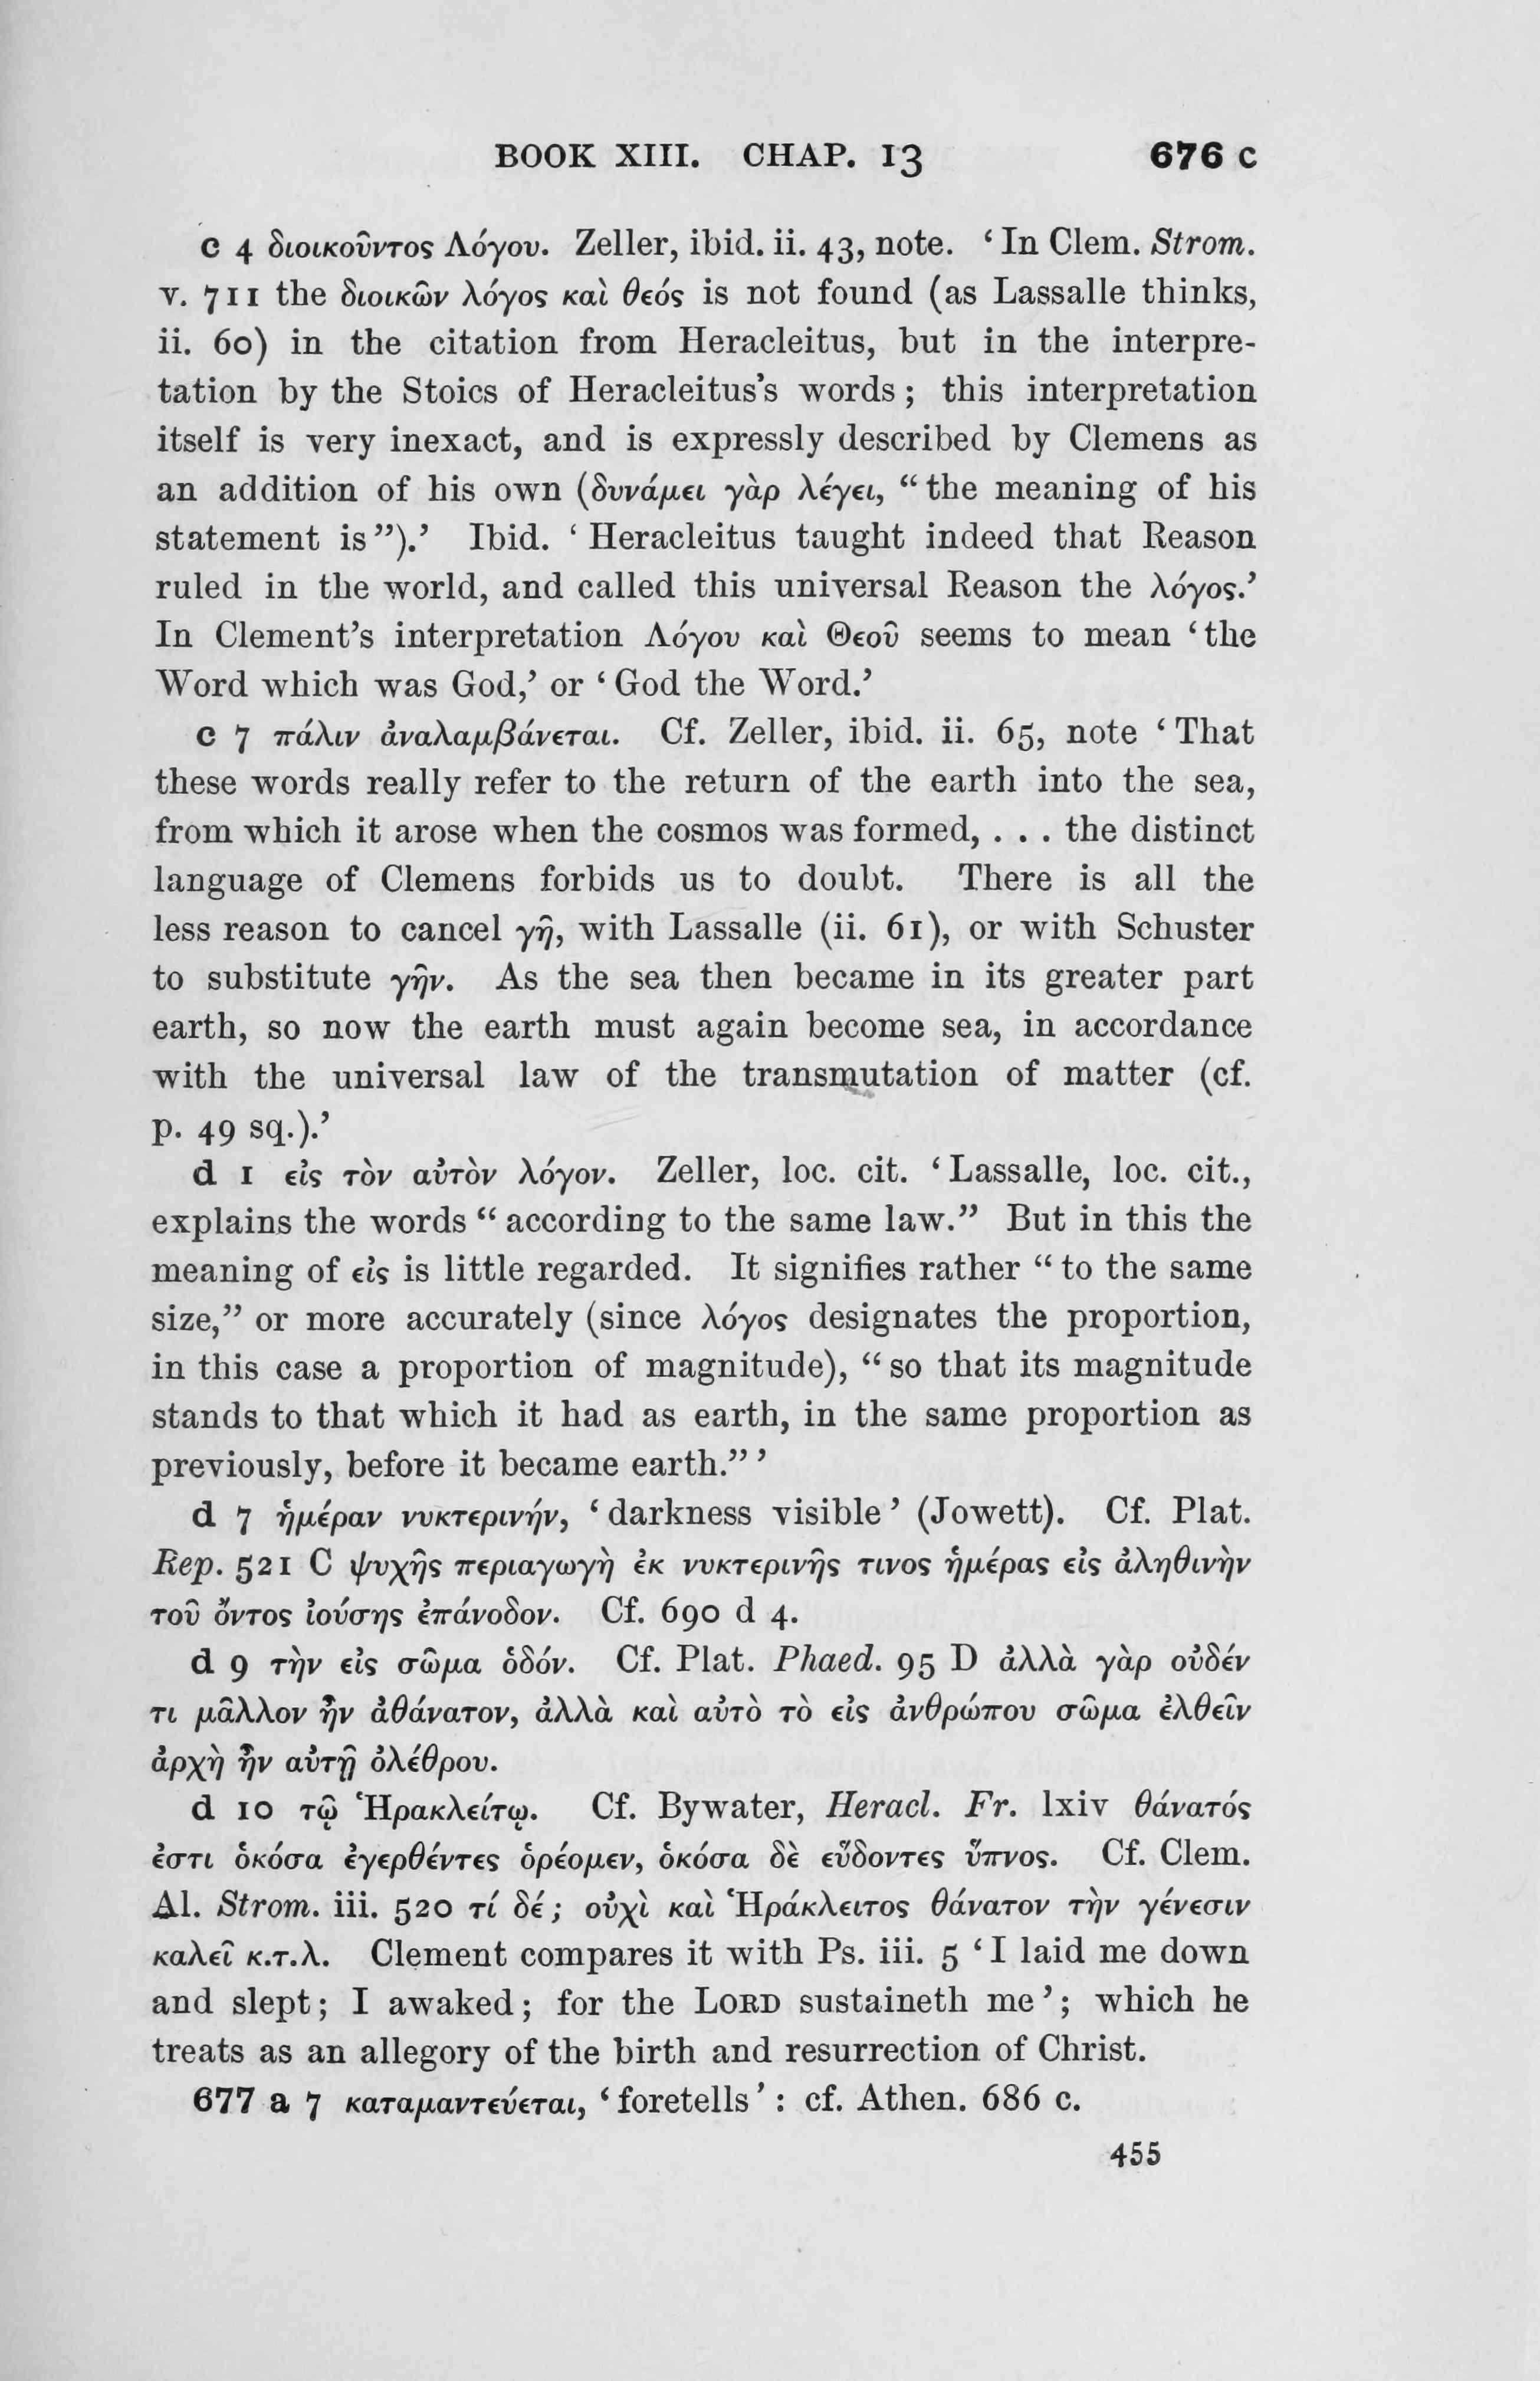 BOOK XIII. CHAP. 13 676 c
c 4 διοικοῦντος Λόγου. Zeller, ibid. ii. 43, note. ‘ In Clem. Strom.
v. 711 the διοικῶν λόγος καὶ θεός is not found (as Lassalle thinks,
ii. 60) in the citation from Heracleitus, but in the interpre-
tation by the Stoics of Heracleitus’s words ; this interpretation
itself is very inexact, and is expressly described by Clemens as
an addition of his own (δυνάμει γὰρ λέγει, “ the meaning of his
statement is ”).’ Ibid. ‘ Heracleitus taught indeed that Reason
ruled in the world, and called this universal Reason the λόγος.’
In Clement’s interpretation Λόγου καὶ Θεοῦ seems to mean ‘ the
Word which was God,’ or ‘ God the Word.’
c 7 πάλιν ἀναλαμβάνεται. Cf. Zeller, ibid. ii. 65, note ‘ That
these words really refer to the return of the earth into the sea,
from which it arose when the cosmos was formed, . . . the distinct
language of Clemens forbids us to doubt. There is all the
less reason to cancel γῆ, with Lassalle (ii. 61), or with Schuster
to substitute γῆν. As the sea then became in its greater part
earth, so now the earth must again become sea, in accordance
with the universal law of the transmutation of matter (cf.
p. 49 sq.).’
d 1 εἰς τὸν αὐτὸν λόγον. Zeller, loc. cit. ‘ Lassalle, loc. cit.,
explains the words “ according to the same law.” But in this the
meaning of εἰς is little regarded. It signifies rather “ to the same
size,” or more accurately (since λόγος designates the proportion,
in this case a proportion of magnitude), “ so that its magnitude
stands to that which it had as earth, in the same proportion as
previously, before it became earth.” ’
d 7 ἡμέραν νυκτερινήν, ‘ darkness visible ’ (Jowett). Cf. Plat.
Rep. 521 C ψυχῆς περιαγωγὴ ἐκ νυκτερινῆς τινος ἡμέρας εἰς ἀληθινὴν
τοῦ ὄντος ἰούσης ἐπάνοδον. Cf. 690 d 4.
d 9 τὴν εἰς σῶμα ὁδόν. Cf. Plat. Phaed. 95 D ἀλλὰ γὰρ οὐδέν
τι μᾶλλον ἦν ἀθάνατον, ἀλλὰ καὶ αὐτὸ τὸ εἰς ἀνθρώπου σῶμα ἐλθεῖν
ἀρχὴ ἦν αὐτῇ ὀλέθρου.
d 10 τῷ Ἡρακλείτῳ. Cf. Bywater, Heracl. Fr. lxiv θάνατός
ἐστι ὁκόσα ἐγερθέντες ὁρέομεν, ὁκόσα δὲ εὕδοντες ὕπνος. Cf. Clem.
Al. Strom. iii. 520 τί δέ ; οὐχὶ καὶ Ἡράκλειτος θάνατον τὴν γένεσιν
καλεῖ κ.τ.λ. Clement compares it with Ps. iii. 5 ‘ I laid me down
and slept ; I awaked ; for the LORD sustaineth me ’ ; which he
treats as an allegory of the birth and resurrection of Christ.
677 a 7 καταμαντεύεται, ‘ foretells ’ : cf. Athen. 686 c.
455